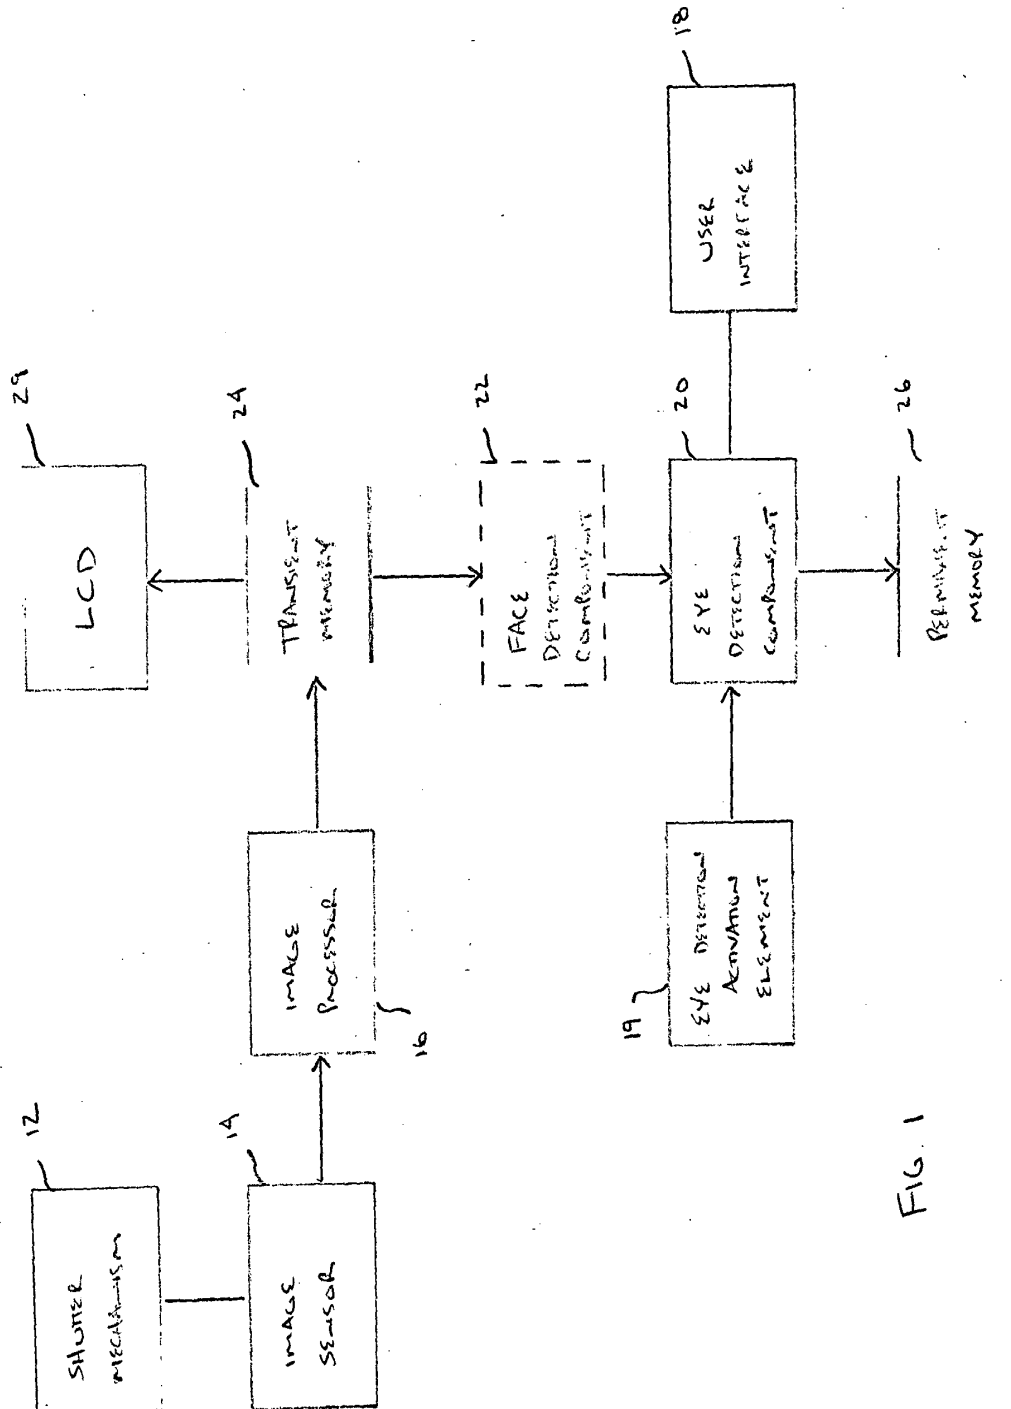 12
SHUTTER
MECHANISM
29
LCD
14
IMAGE
SENSOR
IMAGE
PROCESSOR
16
24
TRANSIENT
MEMORY
22
FACE
DETECTION
COMPONENT
19
EYE DETECTION
ACTIVATION
ELEMENT
20
EYE
DETECTION
COMPONENT
18
USER
INTERFACE
26
PERMANENT
MEMORY
FIG. 1